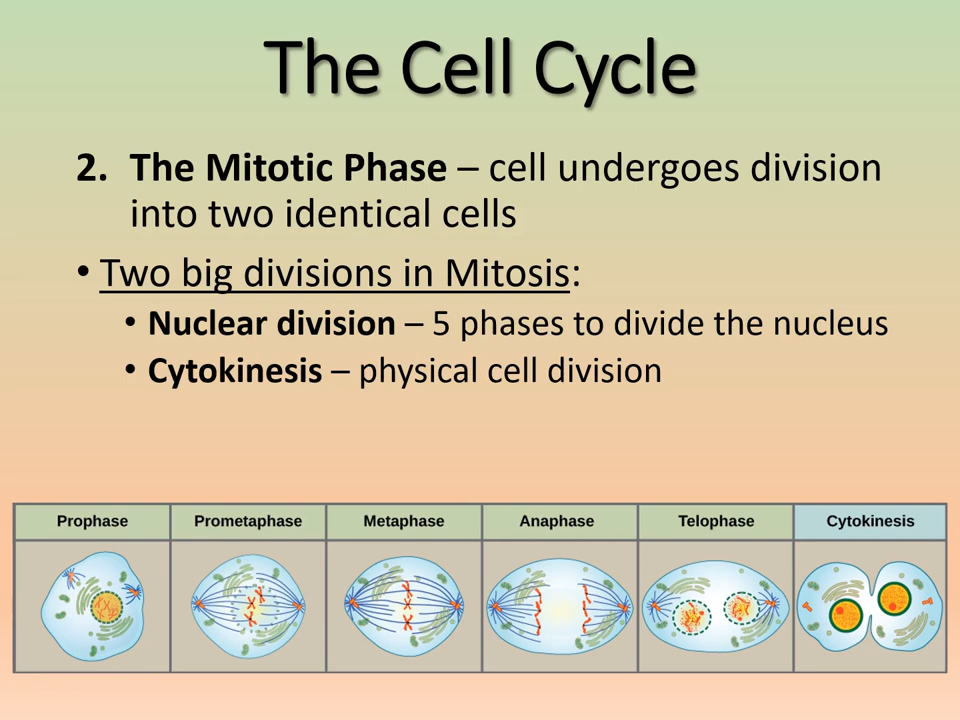 The Cell Cycle
2. The Mitotic Phase – cell undergoes division
into two identical cells
• Two big divisions in Mitosis:
• Nuclear division – 5 phases to divide the nucleus
• Cytokinesis – physical cell division
Prophase Prometaphase Metaphase Anaphase Telophase Cytokinesis